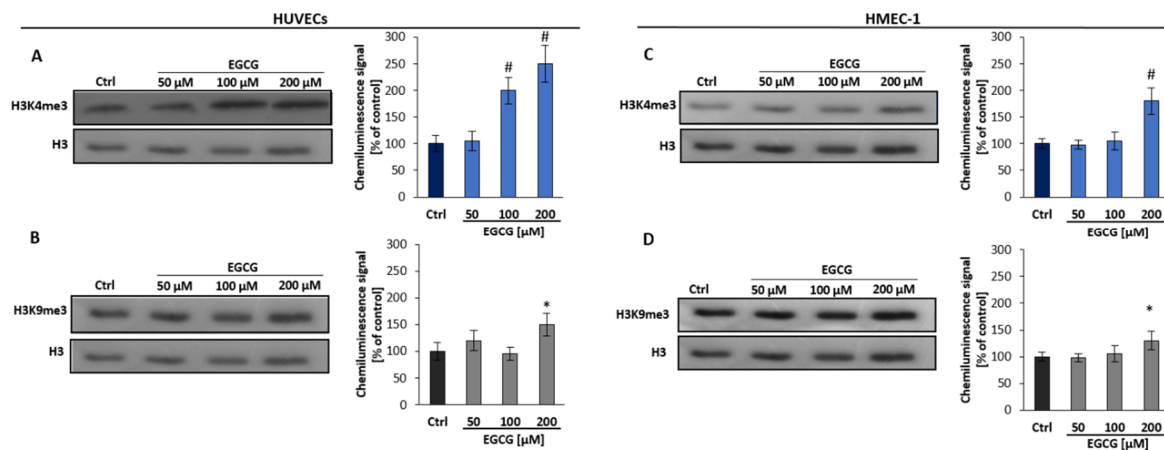 HUVECs
HMEC-1
A
Ctrl
EGCG
50 µM 100 µM 200 µM
H3K4me3
H3
Chemiluminescence signal
[% of control]
300
250
200
150
100
50
0
# #
Ctrl 50 100 200
EGCG [µM]
B
Ctrl
EGCG
50 µM 100 µM 200 µM
H3K9me3
H3
Chemiluminescence signal
[% of control]
300
250
200
150
100
50
0
*
Ctrl 50 100 200
EGCG [µM]
C
Ctrl
EGCG
50 µM 100 µM 200 µM
H3K4me3
H3
Chemiluminescence signal
[% of control]
300
250
200
150
100
50
0
#
Ctrl 50 100 200
EGCG [µM]
D
Ctrl
EGCG
50 µM 100 µM 200 µM
H3K9me3
H3
Chemiluminescence signal
[% of control]
300
250
200
150
100
50
0
*
Ctrl 50 100 200
EGCG [µM]